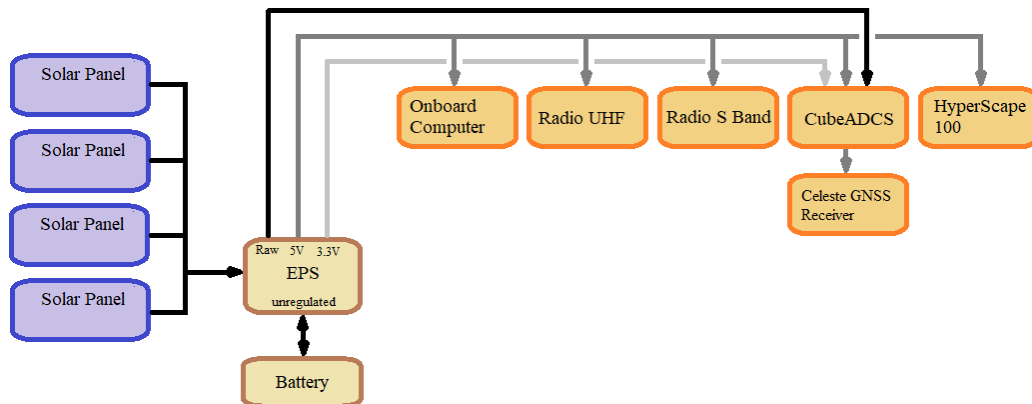 Solar Panel
Solar Panel
Solar Panel
Solar Panel
Raw 5V 3.3V
EPS
unregulated
Battery
Onboard
Computer
Radio UHF
Radio S Band
CubeADCS
HyperScape
100
Celeste GNSS
Receiver